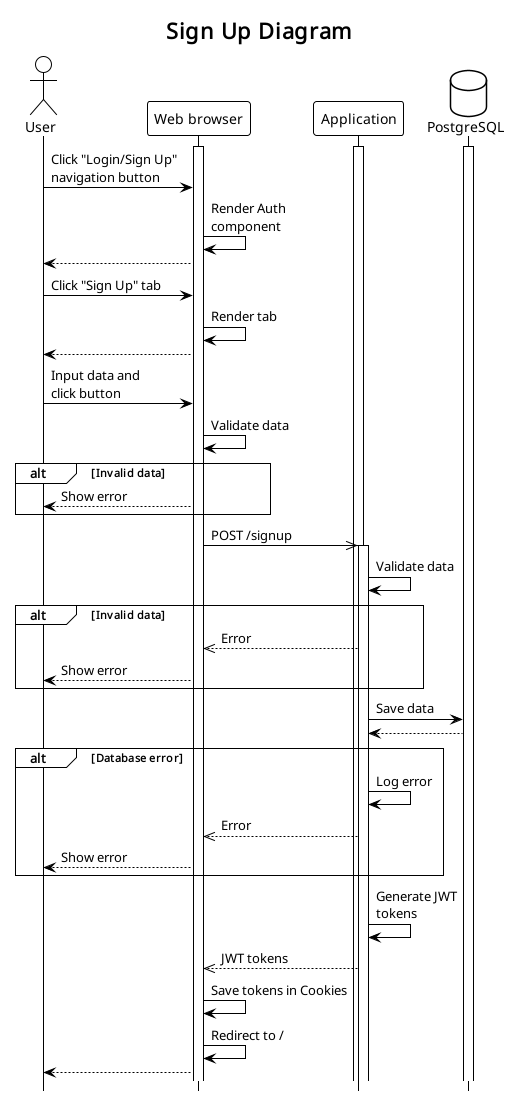 Sign Up Diagram
User
Web browser
Application
PostgreSQL
Click "Login/Sign Up"
navigation button
Render Auth
component
Click "Sign Up" tab
Render tab
Input data and
click button
Validate data
alt [Invalid data]
Show error
POST /signup
Validate data
alt [Invalid data]
Error
Show error
Save data
alt [Database error]
Log error
Error
Show error
Generate JWT
tokens
JWT tokens
Save tokens in Cookies
Redirect to /